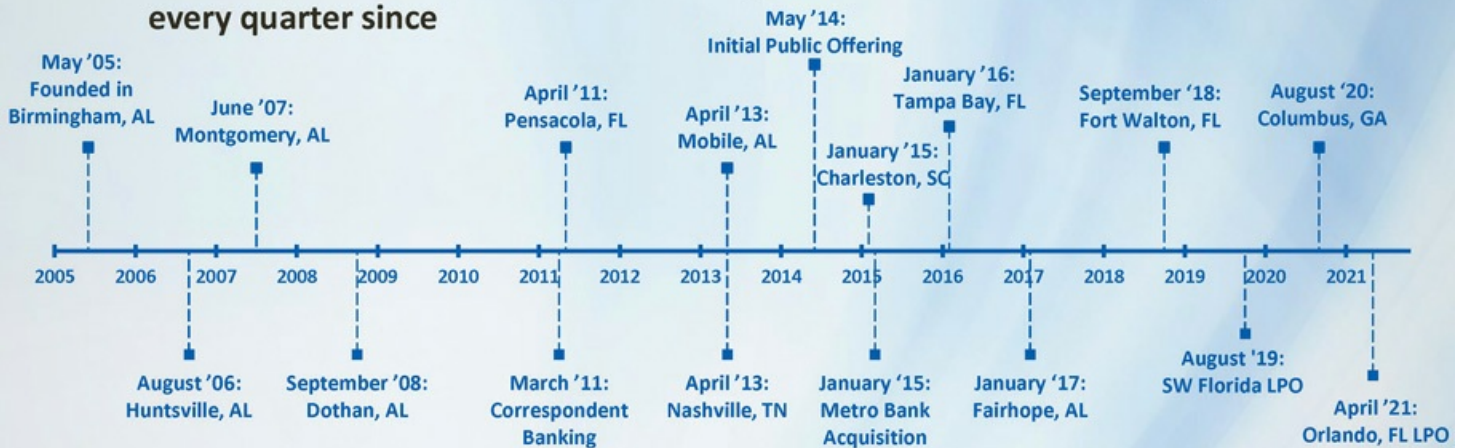 every quarter since
May ’05:
Founded in
Birmingham, AL
June ’07:
Montgomery, AL
April ’11:
Pensacola, FL
April ’13:
Mobile, AL
May ’14:
Initial Public Offering
January ’15:
Charleston, SC
January ’16:
Tampa Bay, FL
September ’18:
Fort Walton, FL
August ‘20:
Columbus, GA
2005 2006 2007 2008 2009 2010 2011 2012 2013 2014 2015 2016 2017 2018 2019 2020 2021
August ’06:
Huntsville, AL
September ’08:
Dothan, AL
March ’11:
Correspondent
Banking
April ’13:
Nashville, TN
January ‘15:
Metro Bank
Acquisition
January ‘17:
Fairhope, AL
August '19:
SW Florida LPO
April ’21:
Orlando, FL LPO